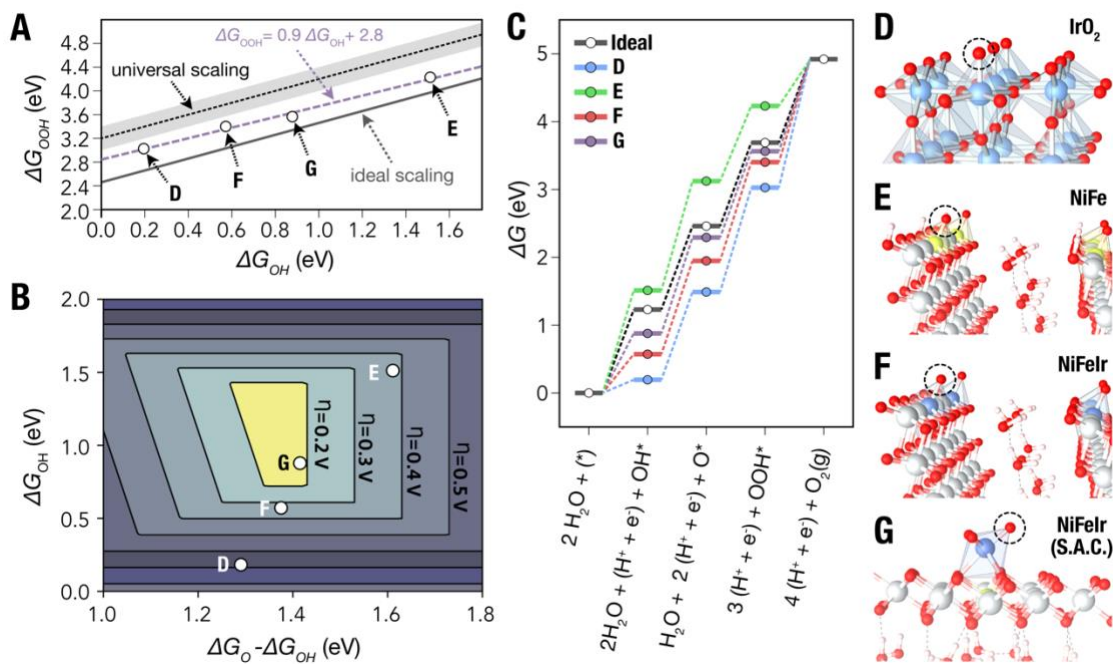 A
ΔG_OOH (eV)
4.8
4.4
4.0
3.6
3.2
2.8
2.4
2.0
ΔG_OOH = 0.9 ΔG_OH + 2.8
universal scaling
ideal scaling
D
F
G
E
0.0 0.2 0.4 0.6 0.8 1.0 1.2 1.4 1.6
ΔG_OH (eV)
B
ΔG_OH (eV)
2.0
1.5
1.0
0.5
0.0
E
G
F
D
η=0.2 V
η=0.3 V
η=0.4 V
η=0.5 V
1.0 1.2 1.4 1.6 1.8
ΔG_O-ΔG_OH (eV)
C
ΔG (eV)
5
4
3
2
1
0
Ideal
D
E
F
G
2 H₂O + (*)
2H₂O + (H⁺ + e⁻) + OH*
H₂O + 2 (H⁺ + e⁻) + O*
3 (H⁺ + e⁻) + OOH*
4 (H⁺ + e⁻) + O₂(g)
D
IrO₂
E
NiFe
F
NiFeIr
G
NiFeIr
(S.A.C.)